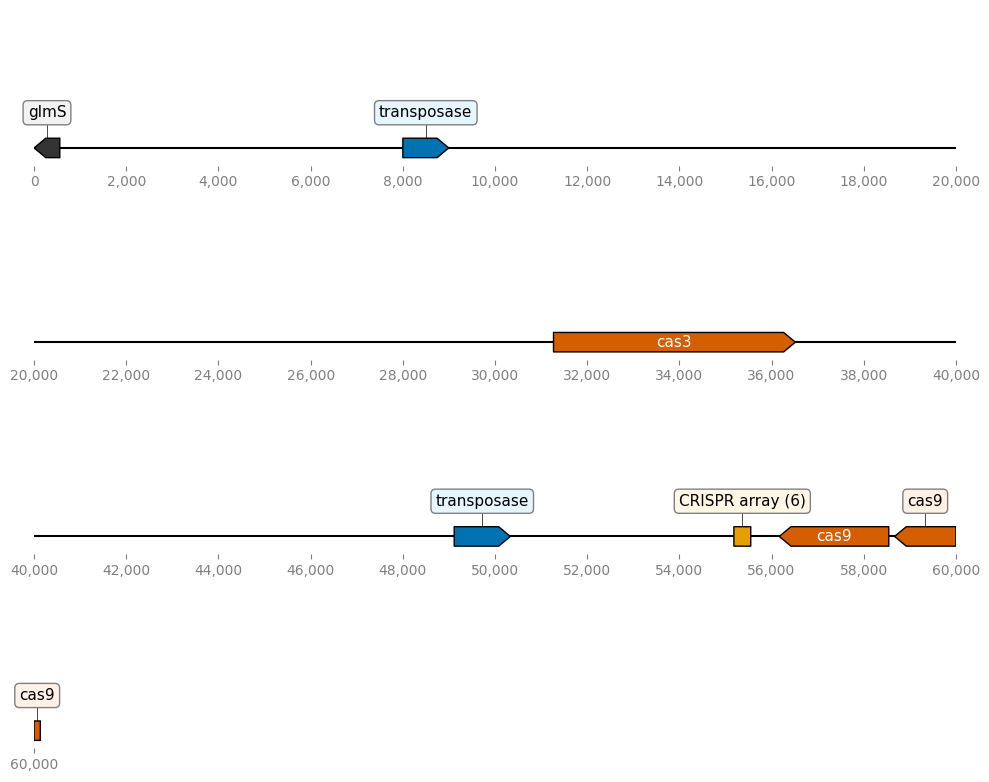 glmS transposase
0 2,000 4,000 6,000 8,000 10,000 12,000 14,000 16,000 18,000 20,000
cas3
20,000 22,000 24,000 26,000 28,000 30,000 32,000 34,000 36,000 38,000 40,000
transposase CRISPR array (6) cas9
cas9
40,000 42,000 44,000 46,000 48,000 50,000 52,000 54,000 56,000 58,000 60,000
cas9
60,000